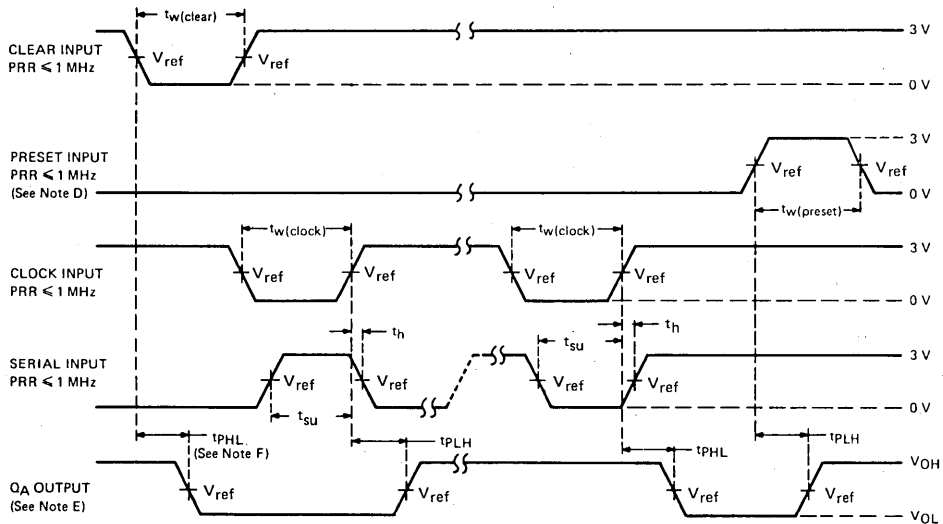 tw(clear)
CLEAR INPUT
PRR ≤ 1 MHz
Vref
Vref
3 V
0 V
PRESET INPUT
PRR ≤ 1 MHz
(See Note D)
3 V
Vref
Vref
0 V
tw(preset)
tw(clock)
tw(clock)
3 V
CLOCK INPUT
PRR ≤ 1 MHz
Vref
Vref
Vref
Vref
0 V
th
tsu
th
SERIAL INPUT
PRR ≤ 1 MHz
3 V
Vref
Vref
Vref
Vref
tsu
0 V
tPHL
(See Note F)
tPLH
tPHL
tPLH
VOH
QA OUTPUT
(See Note E)
Vref
Vref
Vref
Vref
VOL